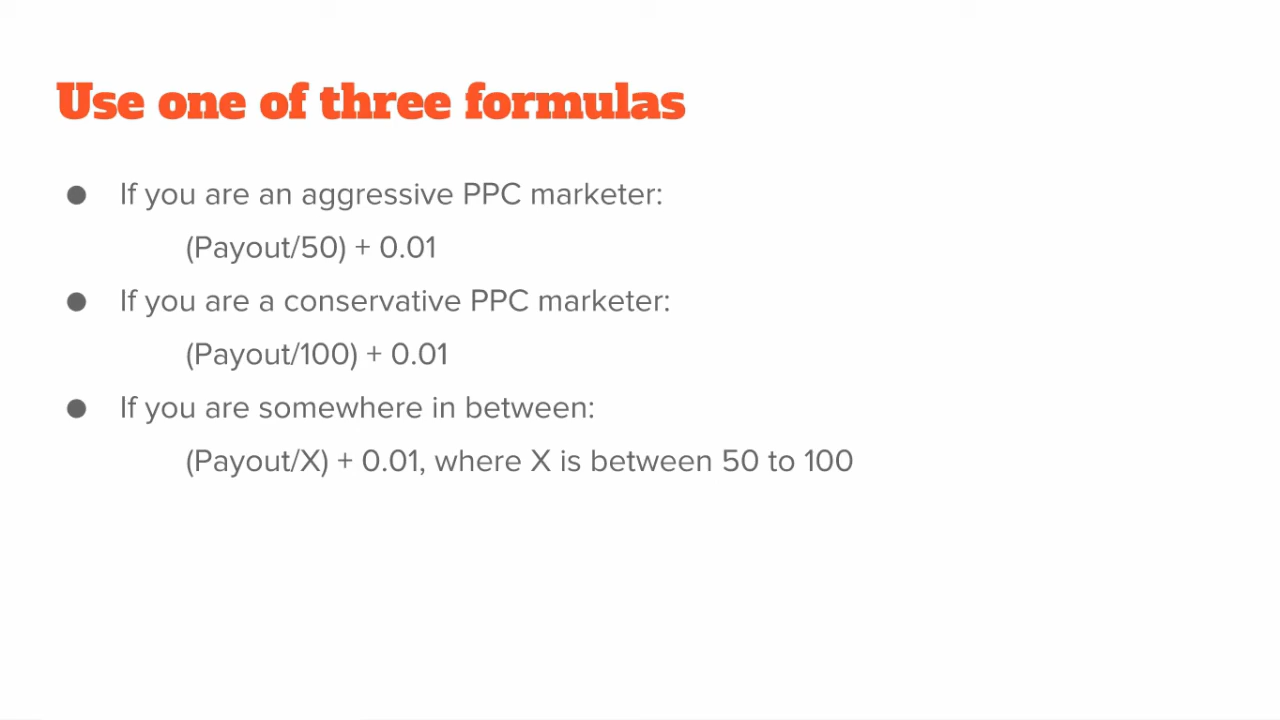 Use one of three formulas
● If you are an aggressive PPC marketer:
(Payout/50) + 0.01
● If you are a conservative PPC marketer:
(Payout/100) + 0.01
● If you are somewhere in between:
(Payout/X) + 0.01, where X is between 50 to 100